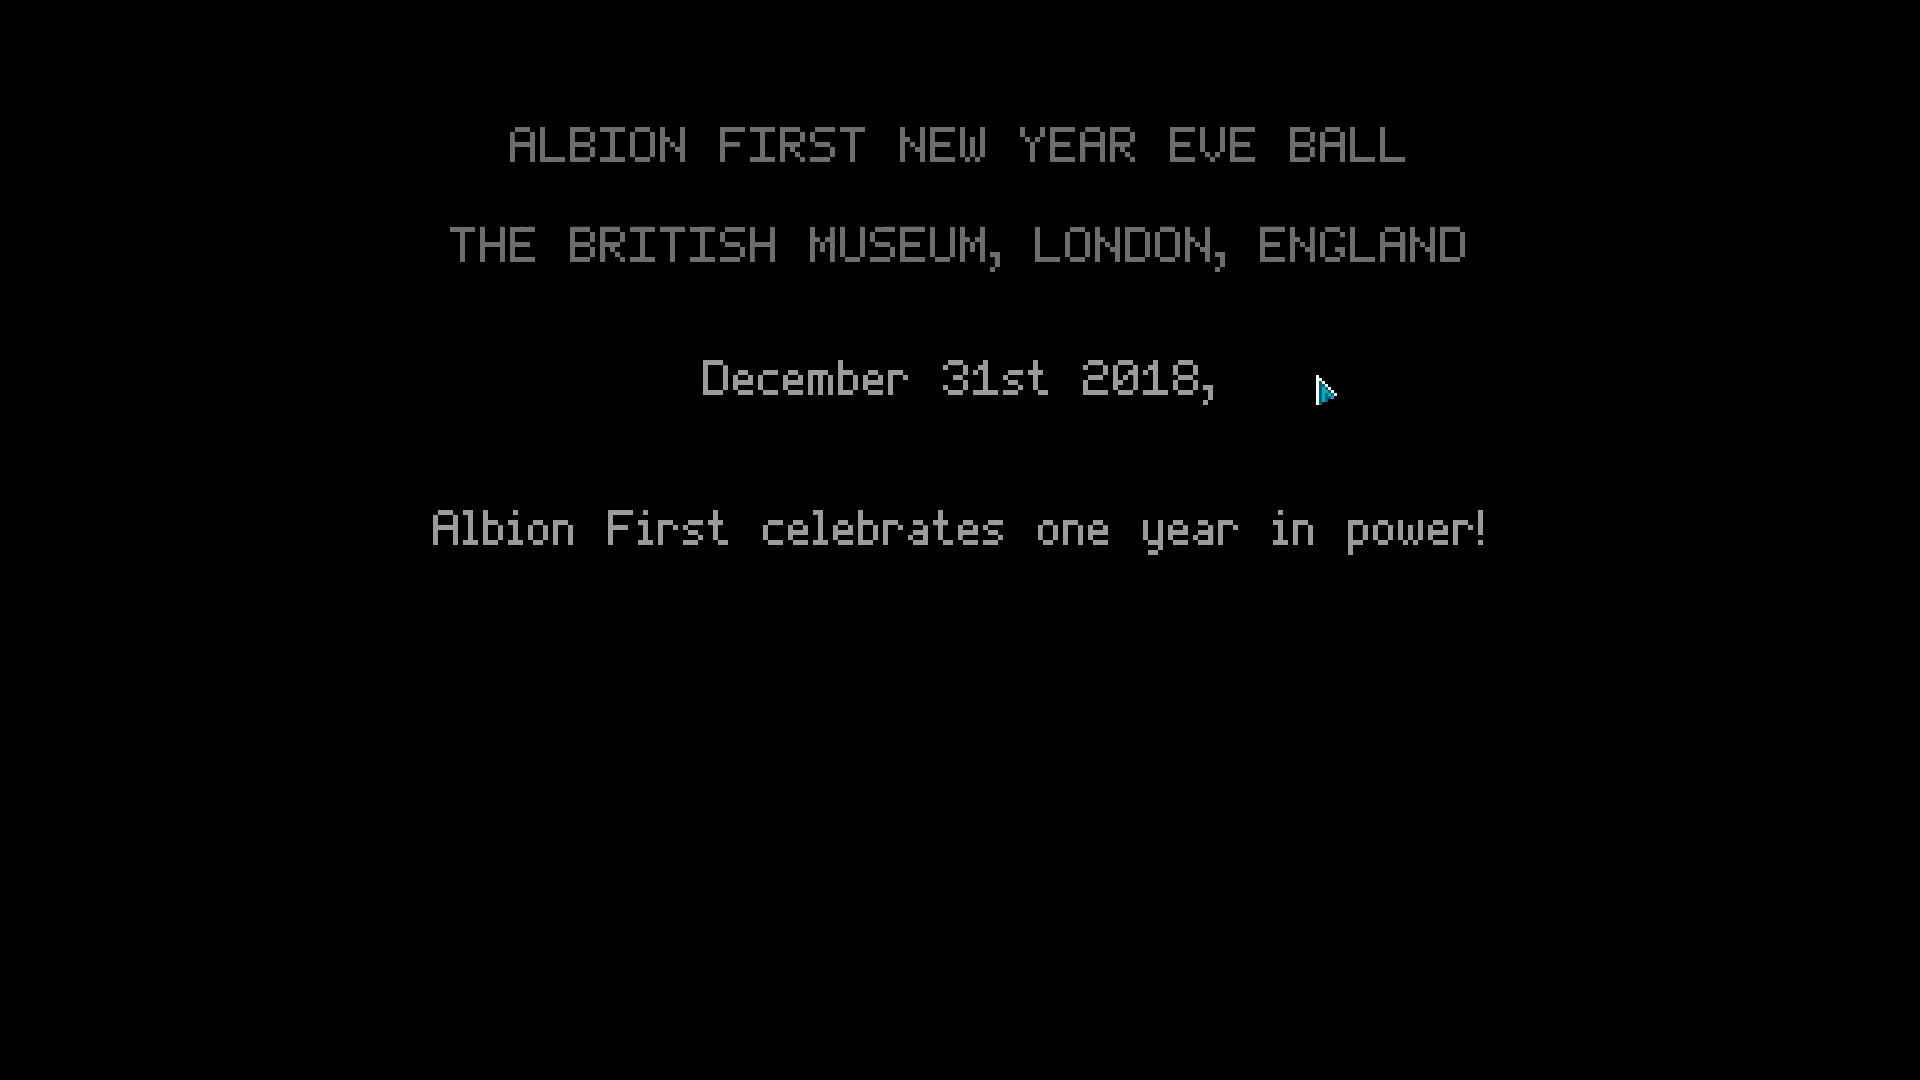 ALBION FIRST NEW YEAR EVE BALL
THE BRITISH MUSEUM, LONDON, ENGLAND
December 31st 2018,
Albion First celebrates one year in power!